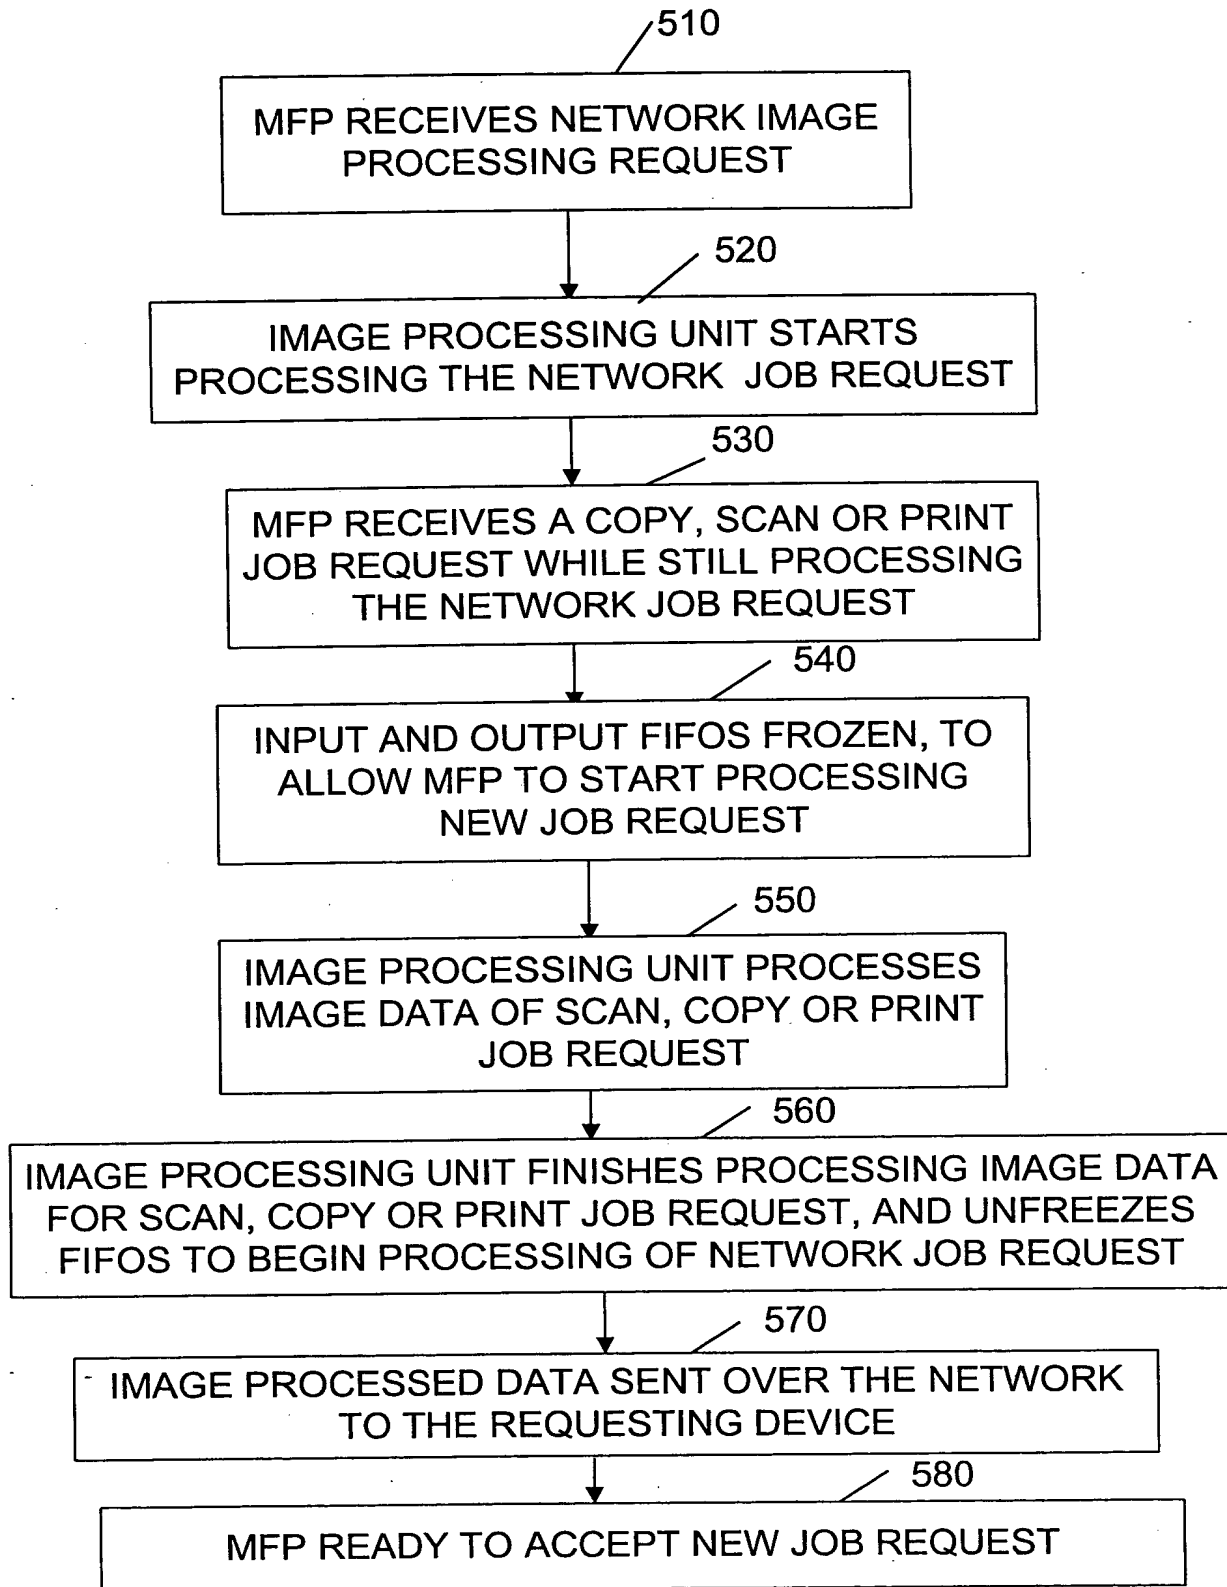 510
MFP RECEIVES NETWORK IMAGE
PROCESSING REQUEST
520
IMAGE PROCESSING UNIT STARTS
PROCESSING THE NETWORK JOB REQUEST
530
MFP RECEIVES A COPY, SCAN OR PRINT
JOB REQUEST WHILE STILL PROCESSING
THE NETWORK JOB REQUEST
540
INPUT AND OUTPUT FIFOS FROZEN, TO
ALLOW MFP TO START PROCESSING
NEW JOB REQUEST
550
IMAGE PROCESSING UNIT PROCESSES
IMAGE DATA OF SCAN, COPY OR PRINT
JOB REQUEST
560
IMAGE PROCESSING UNIT FINISHES PROCESSING IMAGE DATA
FOR SCAN, COPY OR PRINT JOB REQUEST, AND UNFREEZES
FIFOS TO BEGIN PROCESSING OF NETWORK JOB REQUEST
570
IMAGE PROCESSED DATA SENT OVER THE NETWORK
TO THE REQUESTING DEVICE
580
MFP READY TO ACCEPT NEW JOB REQUEST